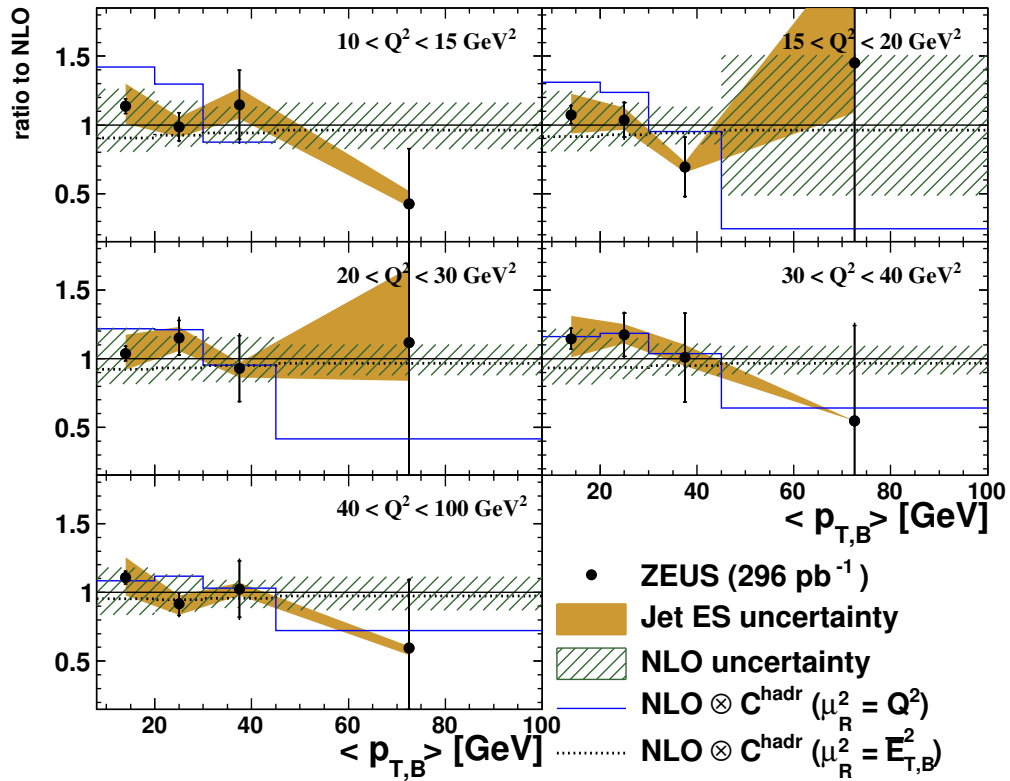 ratio to NLO
10 < Q² < 15 GeV²
15 < Q² < 20 GeV²
1.5
1
0.5
20 < Q² < 30 GeV²
30 < Q² < 40 GeV²
1.5
1
0.5
20 40 60 80 100
< p_T,B > [GeV]
40 < Q² < 100 GeV²
1.5
1
0.5
20 40 60 80 100
< p_T,B > [GeV]
ZEUS (296 pb⁻¹)
Jet ES uncertainty
NLO uncertainty
NLO ⊗ C^hadr (μ_R² = Q²)
NLO ⊗ C^hadr (μ_R² = E̅_T,B²)